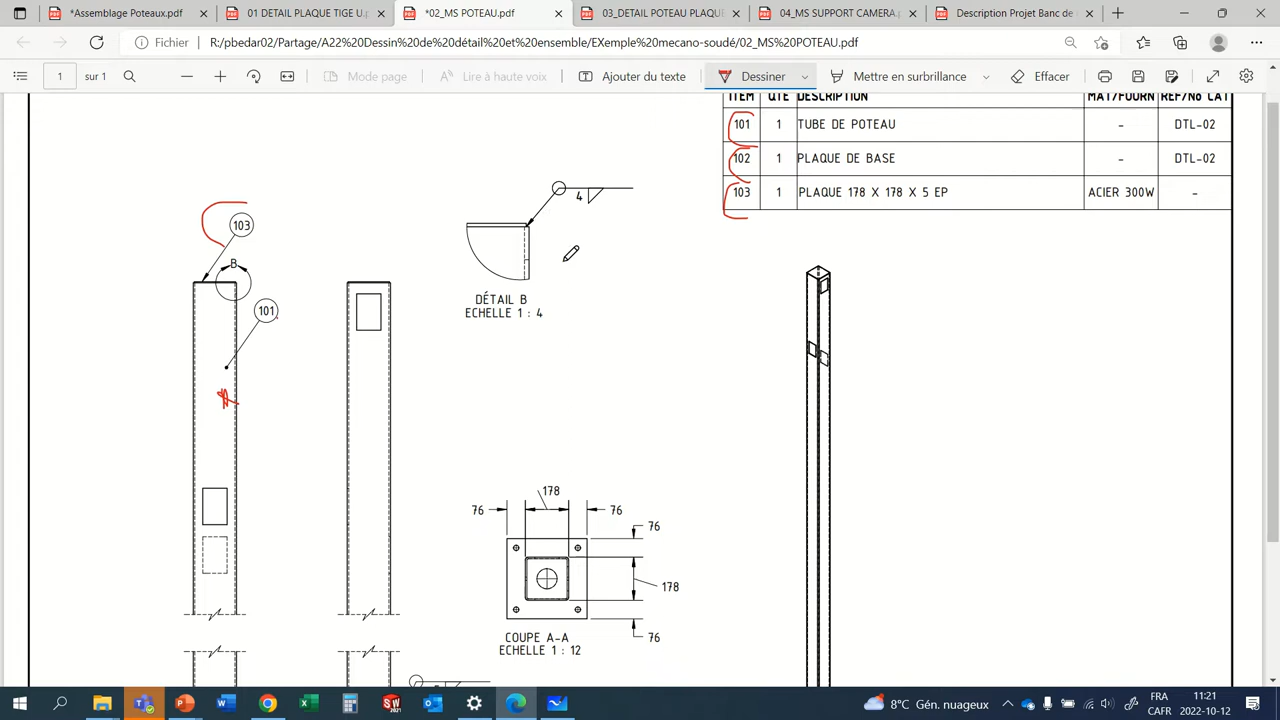 *Assemblage Poteaux.pdf
01 DETAIL PLAQUE TIGE U.pdf
*02_MS POTEAU.pdf
03_DETAIL POTEAU PLAQUE
04_MS SUPPORT CAMERA.pdf
Description Projet Banc de
Fichier
R:/pbedar02/Partage/A22%20Dessin%20de%20détail%20et%20ensemble/EXemple%20mecano-soudé/02_MS%20POTEAU.pdf
1 sur 1
Mode page
Lire à haute voix
Ajouter du texte
Dessiner
Mettre en surbrillance
Effacer
ITEM QTE DESCRIPTION MAT/FOURN REF/No CAT
101 1 TUBE DE POTEAU - DTL-02
102 1 PLAQUE DE BASE - DTL-02
103 1 PLAQUE 178 X 178 X 5 EP ACIER 300W -
4
103
B
101
DÉTAIL B
ECHELLE 1 : 4
178
76 76
76
178
76
COUPE A-A
ECHELLE 1 : 12
8°C Gén. nuageux
FRA
CAFR
11:21
2022-10-12